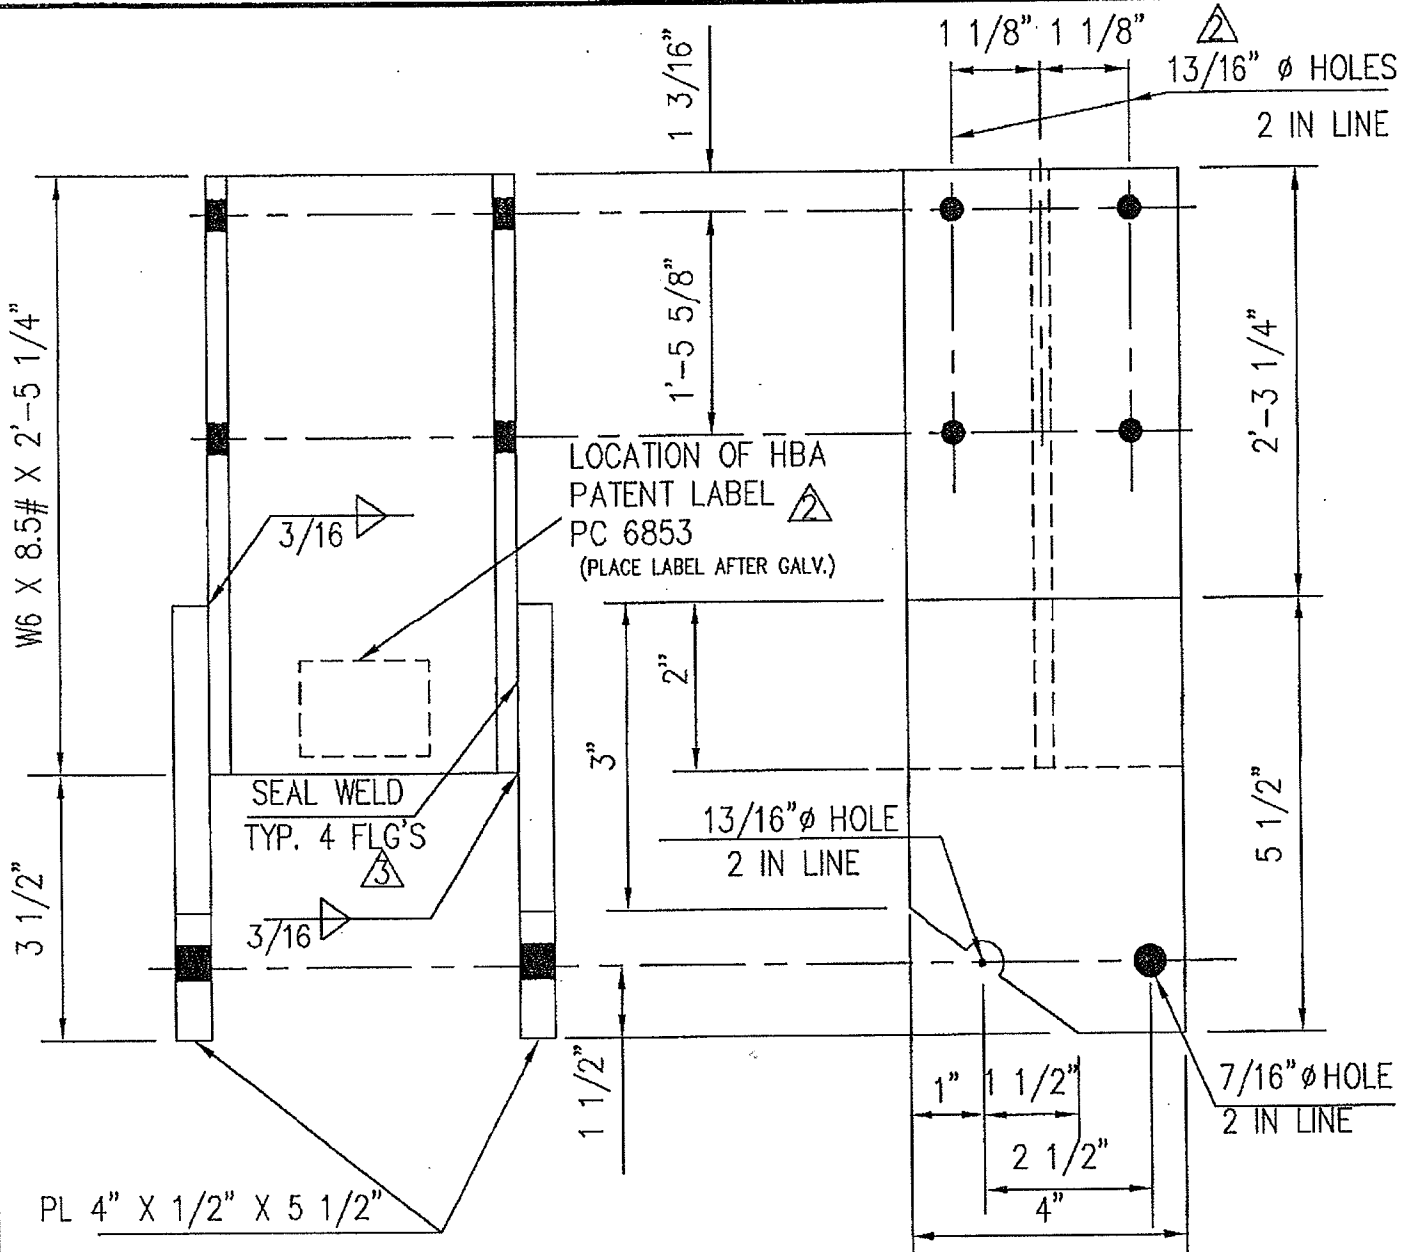 1 1/8" 1 1/8"
2
13/16" ø HOLES
2 IN LINE
1 3/16"
W6 X 8.5# X 2'-5 1/4"
1'-5 5/8"
2'-3 1/4"
LOCATION OF HBA
PATENT LABEL 2
PC 6853
(PLACE LABEL AFTER GALV.)
3/16
2"
3"
SEAL WELD
TYP. 4 FLG'S
3
13/16"ø HOLE
2 IN LINE
5 1/2"
3 1/2"
3/16
1 1/2"
1" 1 1/2"
7/16"ø HOLE
2 IN LINE
2 1/2"
4"
PL 4" X 1/2" X 5 1/2"